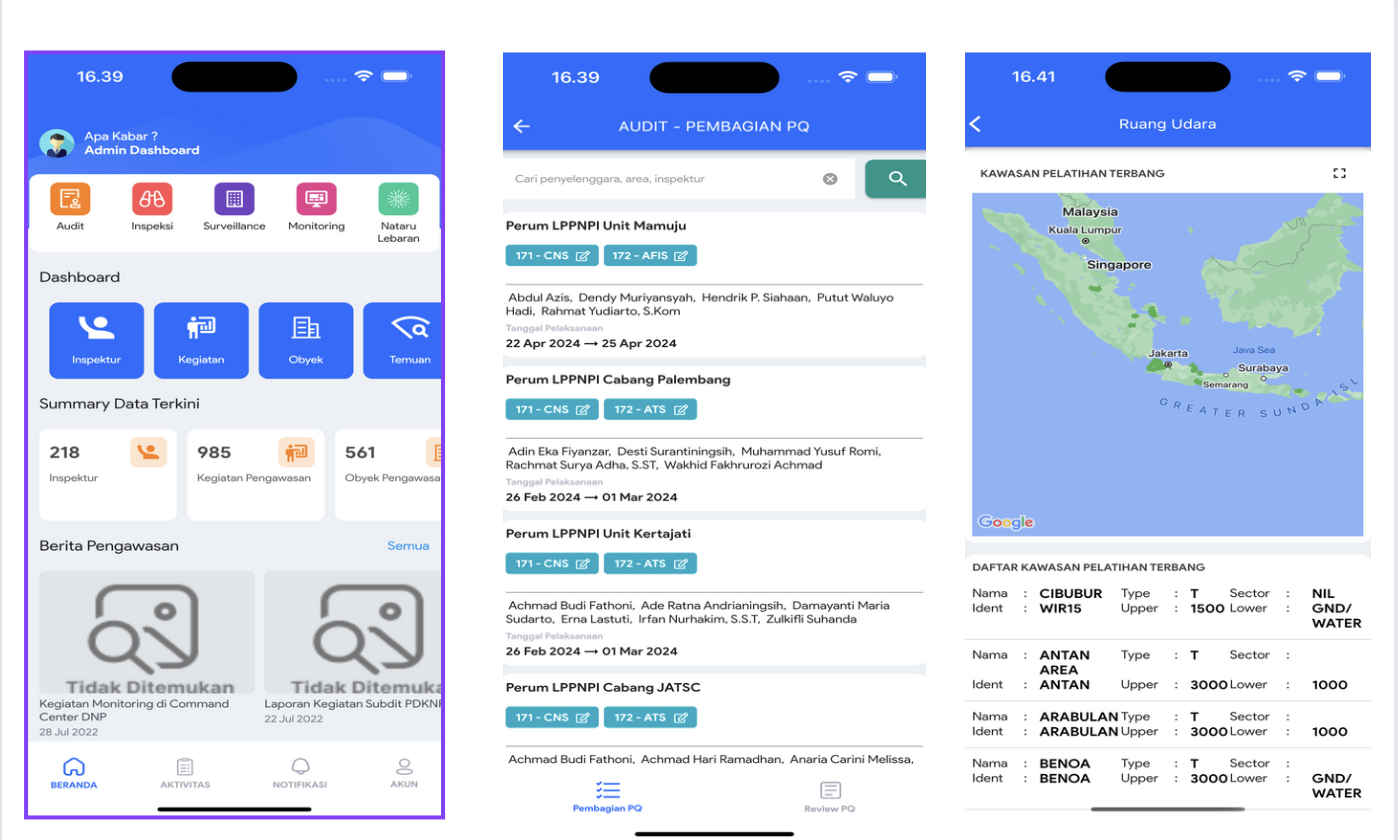 16.39
Apa Kabar ?
Admin Dashboard
Audit
Inspeksi
Surveillance
Monitoring
Nataru
Lebaran
Dashboard
Inspektur
Kegiatan
Obyek
Temuan
Summary Data Terkini
218
985
561
Inspektur
Kegiatan Pengawasan
Obyek Pengawasa
Berita Pengawasan
Semua
Tidak Ditemukan
Tidak Ditemuka
Kegiatan Monitoring di Command
Center DNP
28 Jul 2022
Laporan Kegiatan Subdit PDKNF
22 Jul 2022
BERANDA
AKTIVITAS
NOTIFIKASI
AKUN
16.39
AUDIT - PEMBAGIAN PQ
Cari penyelenggara, area, inspektur
Perum LPPNPI Unit Mamuju
171 - CNS
172 - AFIS
Abdul Azis, Dendy Muriyansyah, Hendrik P. Siahaan, Putut Waluyo
Hadi, Rahmat Yudiarto, S.Kom
Tanggal Pelaksanaan
22 Apr 2024 → 25 Apr 2024
Perum LPPNPI Cabang Palembang
171 - CNS
172 - ATS
Adin Eka Fiyanzar, Desti Surantiningsih, Muhammad Yusuf Romi,
Rachmat Surya Adha, S.ST, Wakhid Fakhrurozi Achmad
Tanggal Pelaksanaan
26 Feb 2024 → 01 Mar 2024
Perum LPPNPI Unit Kertajati
171 - CNS
172 - ATS
Achmad Budi Fathoni, Ade Ratna Andrianingsih, Damayanti Maria
Sudarto, Erna Lastuti, Irfan Nurhakim, S.S.T, Zulkifli Suhanda
Tanggal Pelaksanaan
26 Feb 2024 → 01 Mar 2024
Perum LPPNPI Cabang JATSC
171 - CNS
172 - ATS
Achmad Budi Fathoni, Achmad Hari Ramadhan, Anaria Carini Melissa,
Pembagian PQ
Review PQ
16.41
Ruang Udara
KAWASAN PELATIHAN TERBANG
Malaysia
Kuala Lumpur
Singapore
Jakarta
Java Sea
Surabaya
Semarang
GREATER SUNDA ISL
Google
DAFTAR KAWASAN PELATIHAN TERBANG
Nama : CIBUBUR Type : T Sector : NIL
Ident : WIR15 Upper : 1500 Lower : GND/
WATER
Nama : ANTAN Type : T Sector :
AREA
Ident : ANTAN Upper : 3000 Lower : 1000
Nama : ARABULAN Type : T Sector :
Ident : ARABULAN Upper : 3000 Lower : 1000
Nama : BENOA Type : T Sector :
Ident : BENOA Upper : 3000 Lower : GND/
WATER